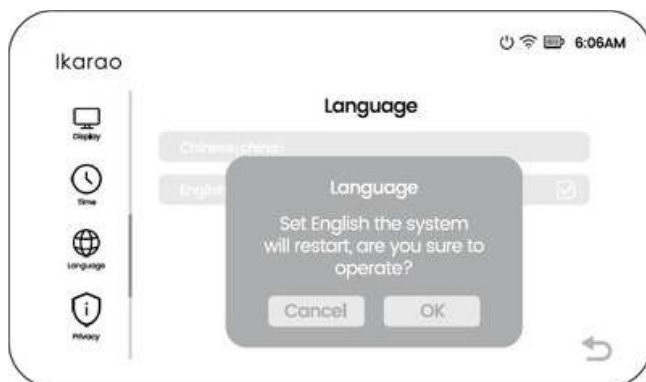 6:06AM
Ikarao
Language
Display
Chinese(china)
Time
English
Language
Set English the system
will restart, are you sure to
operate?
Language
Cancel
OK
Privacy